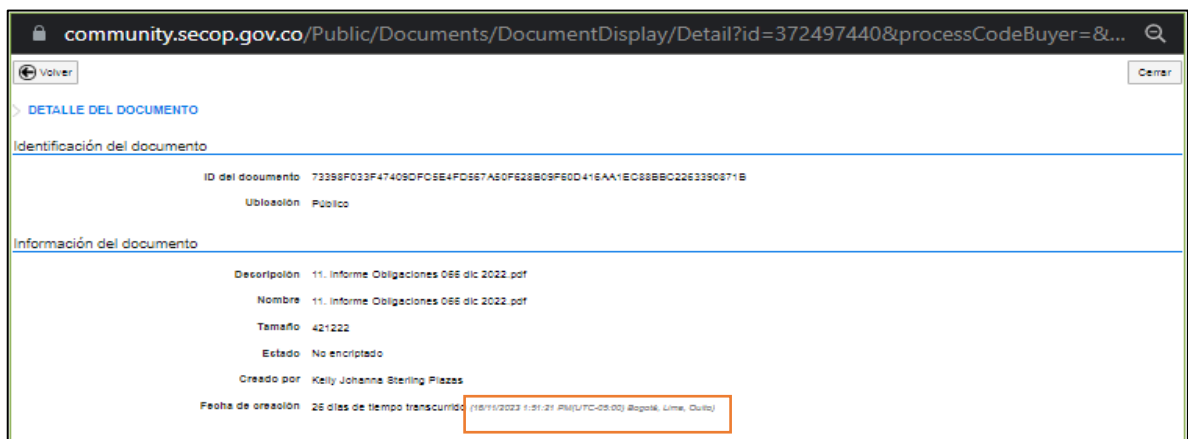 community.secop.gov.co/Public/Documents/DocumentDisplay/Detail?id=372497440&processCodeBuyer=&...
Volver
Cerrar
DETALLE DEL DOCUMENTO
Identificación del documento
ID del documento 73398F033F47409DFC5E4FD567A50F628B09F60D416AA1EC88BBC2263390871B
Ubicación Público
Información del documento
Descripción 11. Informe Obligaciones 066 dic 2022.pdf
Nombre 11. Informe Obligaciones 066 dic 2022.pdf
Tamaño 421222
Estado No encriptado
Creado por Kelly Johanna Sterling Plazas
Fecha de creación 26 días de tiempo transcurrido (16/11/2023 1:51:21 PM(UTC-05:00) Bogotá, Lima, Quito)